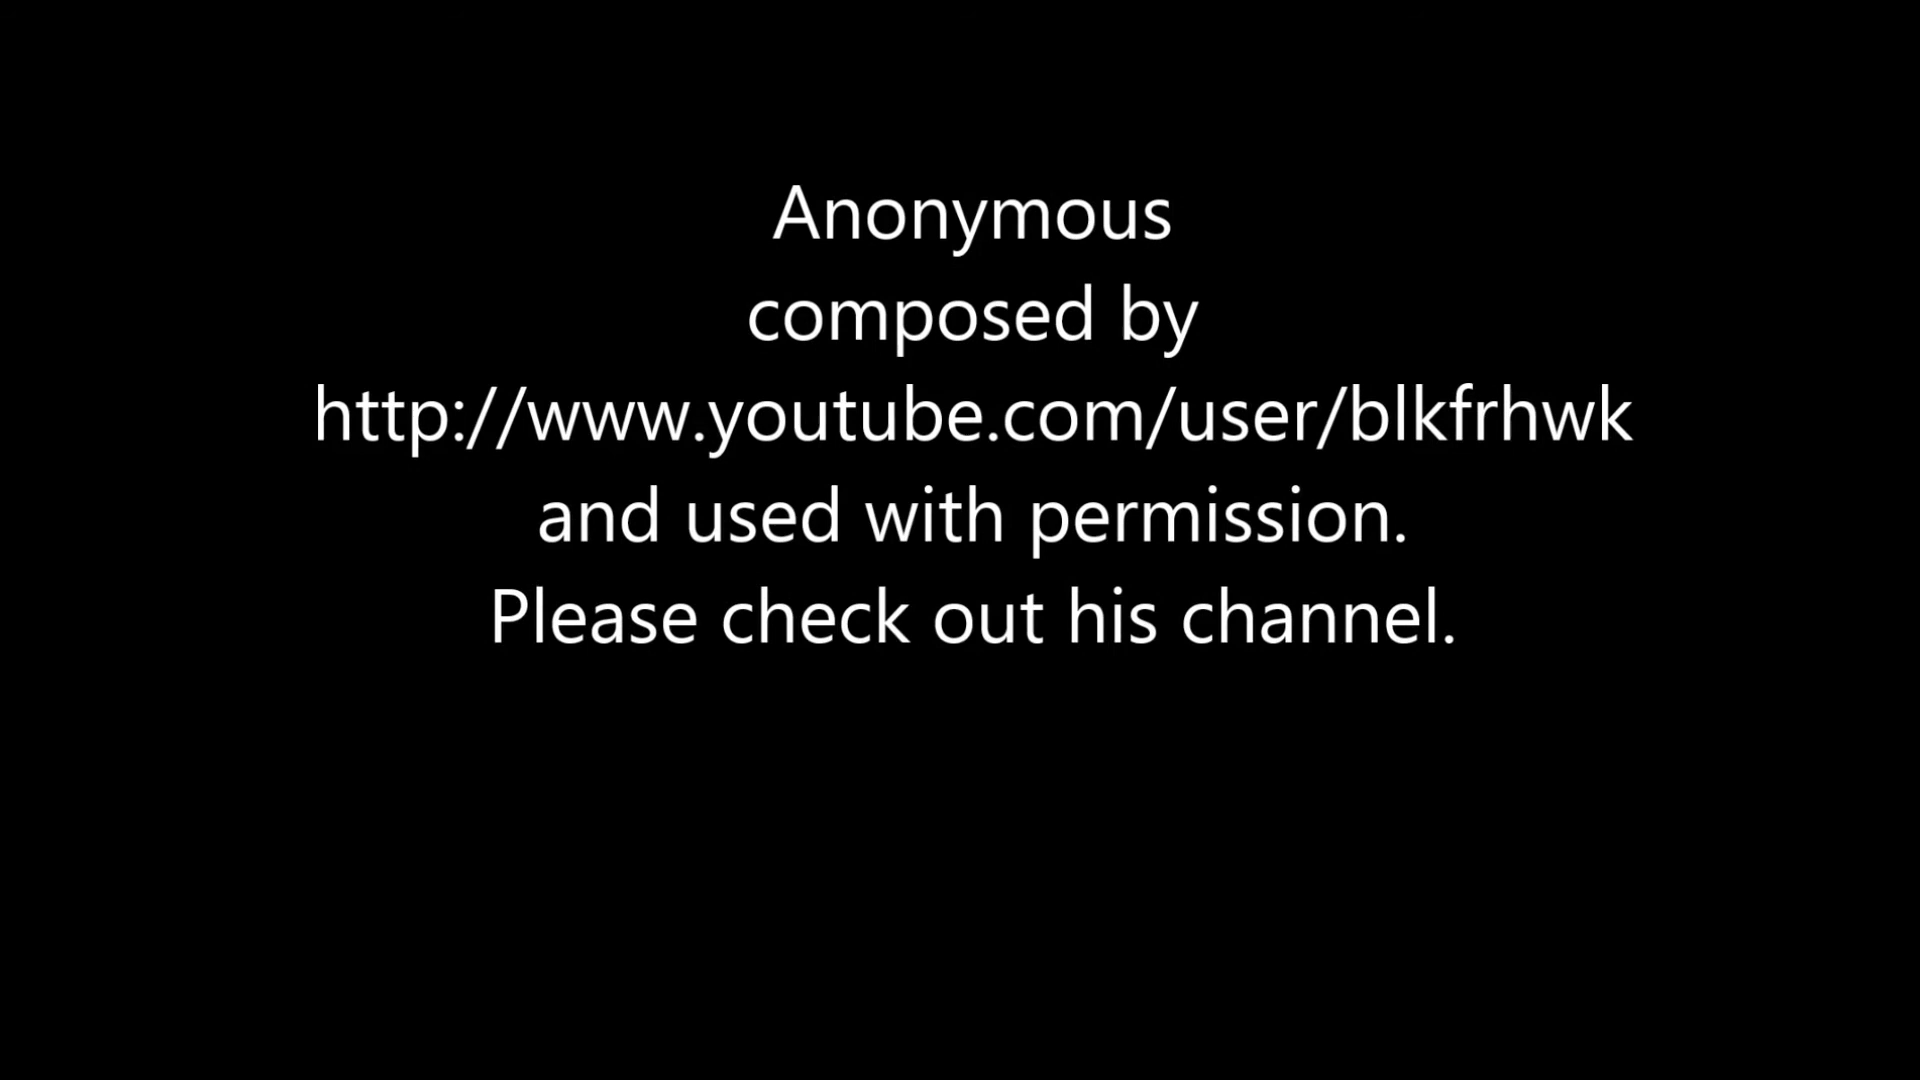 Anonymous
composed by
http://www.youtube.com/user/blkfrhwk
and used with permission.
Please check out his channel.